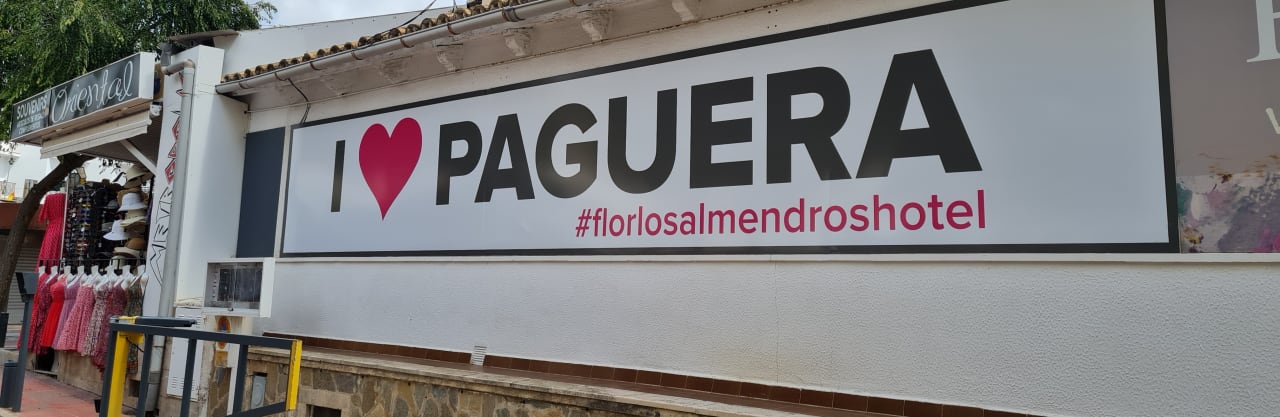 SOUVENIRS
Oriental
I ❤ PAGUERA
#florlosalmendroshotel